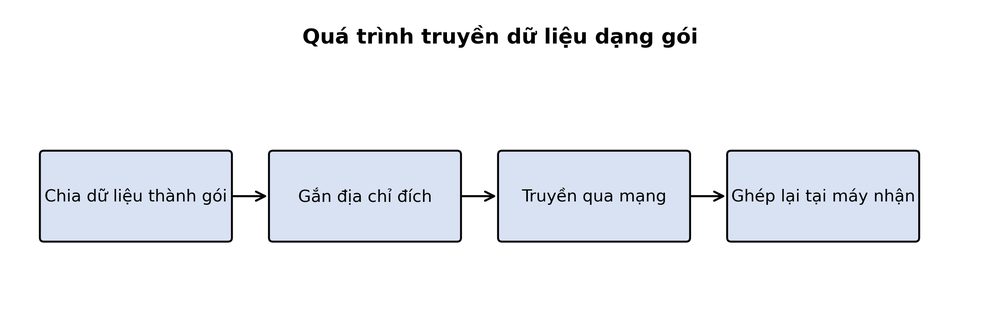 Quá trình truyền dữ liệu dạng gói
Chia dữ liệu thành gói
Gắn địa chỉ đích
Truyền qua mạng
Ghép lại tại máy nhận